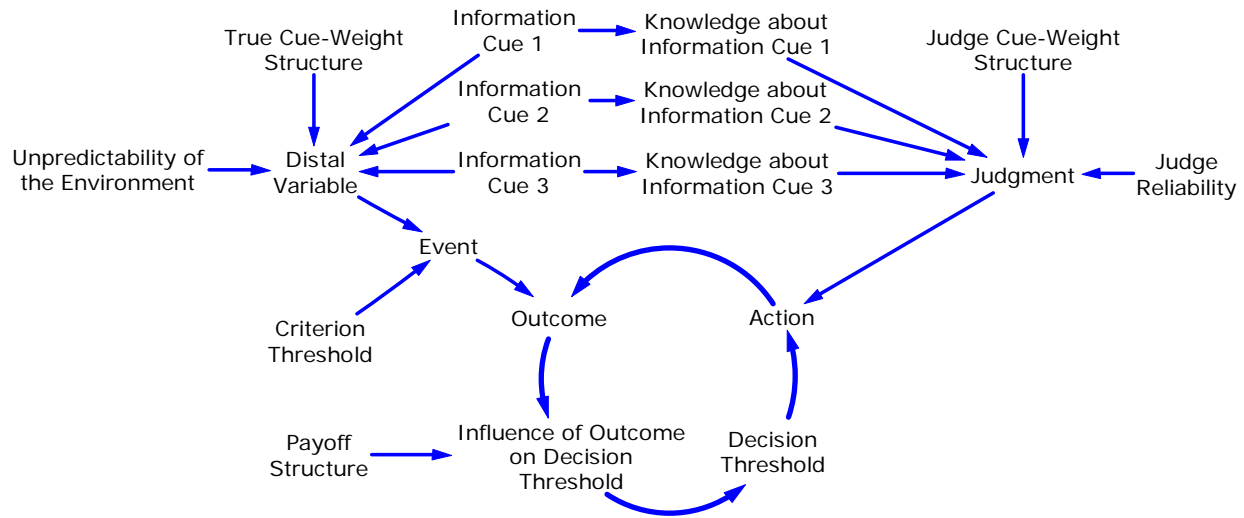 Information
Cue 1
Knowledge about
Information Cue 1
True Cue-Weight
Structure
Judge Cue-Weight
Structure
Information
Cue 2
Knowledge about
Information Cue 2
Unpredictability of
the Environment
Distal
Variable
Information
Cue 3
Knowledge about
Information Cue 3
Judgment
Judge
Reliability
Event
Criterion
Threshold
Outcome
Action
Payoff
Structure
Influence of Outcome
on Decision
Threshold
Decision
Threshold